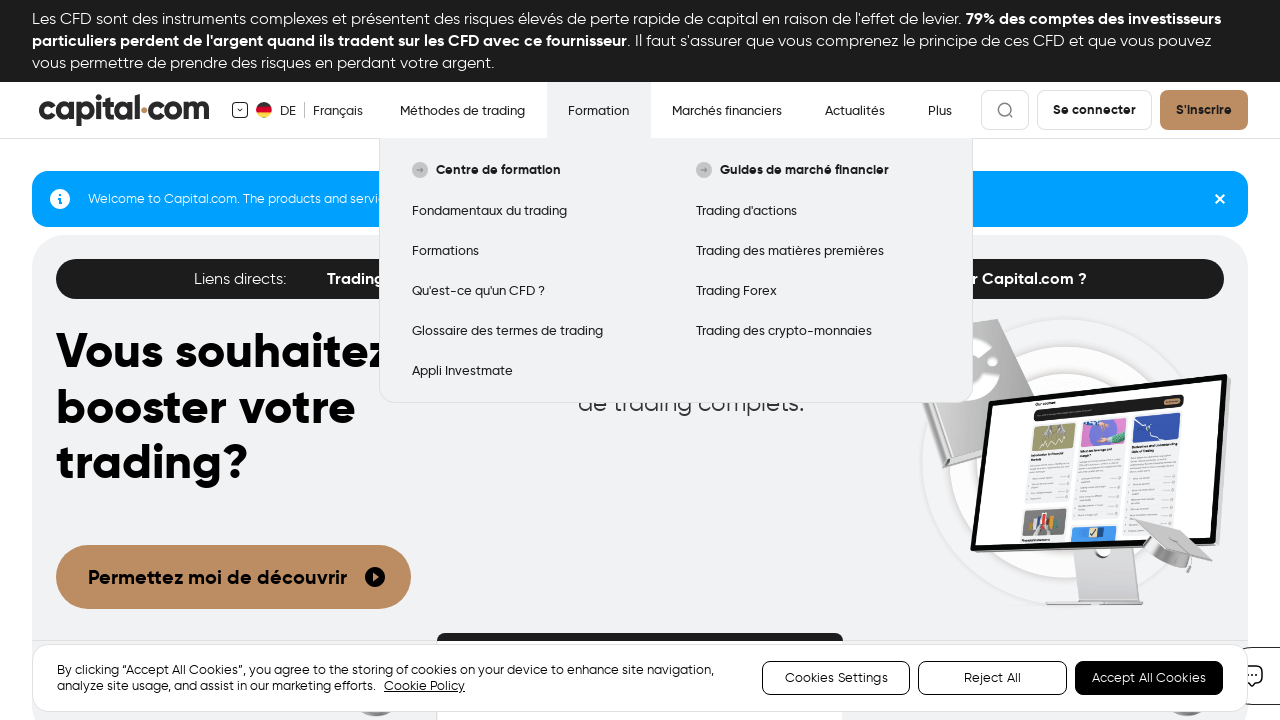 Les CFD sont des instruments complexes et présentent des risques élevés de perte rapide de capital en raison de l'effet de levier. 79% des comptes des investisseurs
particuliers perdent de l'argent quand ils tradent sur les CFD avec ce fournisseur. Il faut s'assurer que vous comprenez le principe de ces CFD et que vous pouvez
vous permettre de prendre des risques en perdant votre argent.
capital.com DE Français Méthodes de trading Formation Marchés financiers Actualités Plus Se connecter S'inscrire
Centre de formation
Fondamentaux du trading
Formations
Qu'est-ce qu'un CFD ?
Glossaire des termes de trading
Appli Investmate
Guides de marché financier
Trading d'actions
Trading des matières premières
Trading Forex
Trading des crypto-monnaies
Welcome to Capital.com. The products and
Liens directs: Trading Capital.com ?
Vous souhaitez
booster votre
trading?
de trading complets.
Permettez moi de découvrir
By clicking “Accept All Cookies”, you agree to the storing of cookies on your device to enhance site navigation,
analyze site usage, and assist in our marketing efforts. Cookie Policy
Cookies Settings Reject All Accept All Cookies